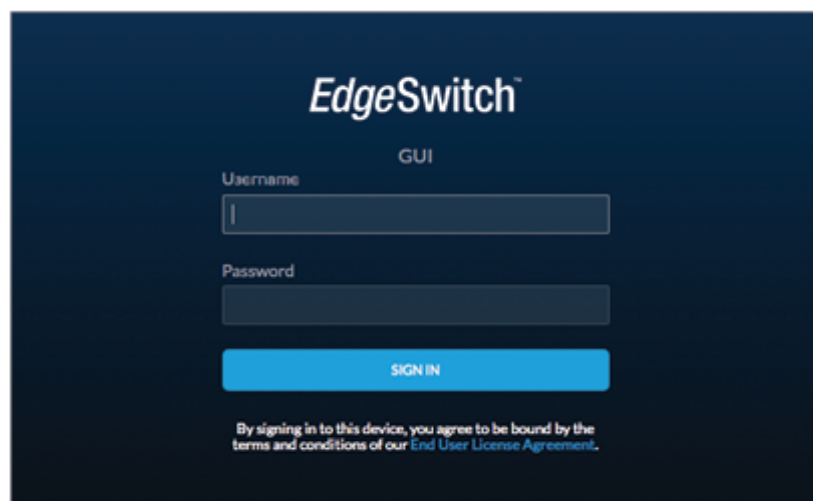 EdgeSwitch™
GUI
Username
Password
SIGN IN
By signing in to this device, you agree to be bound by the
terms and conditions of our End User License Agreement.